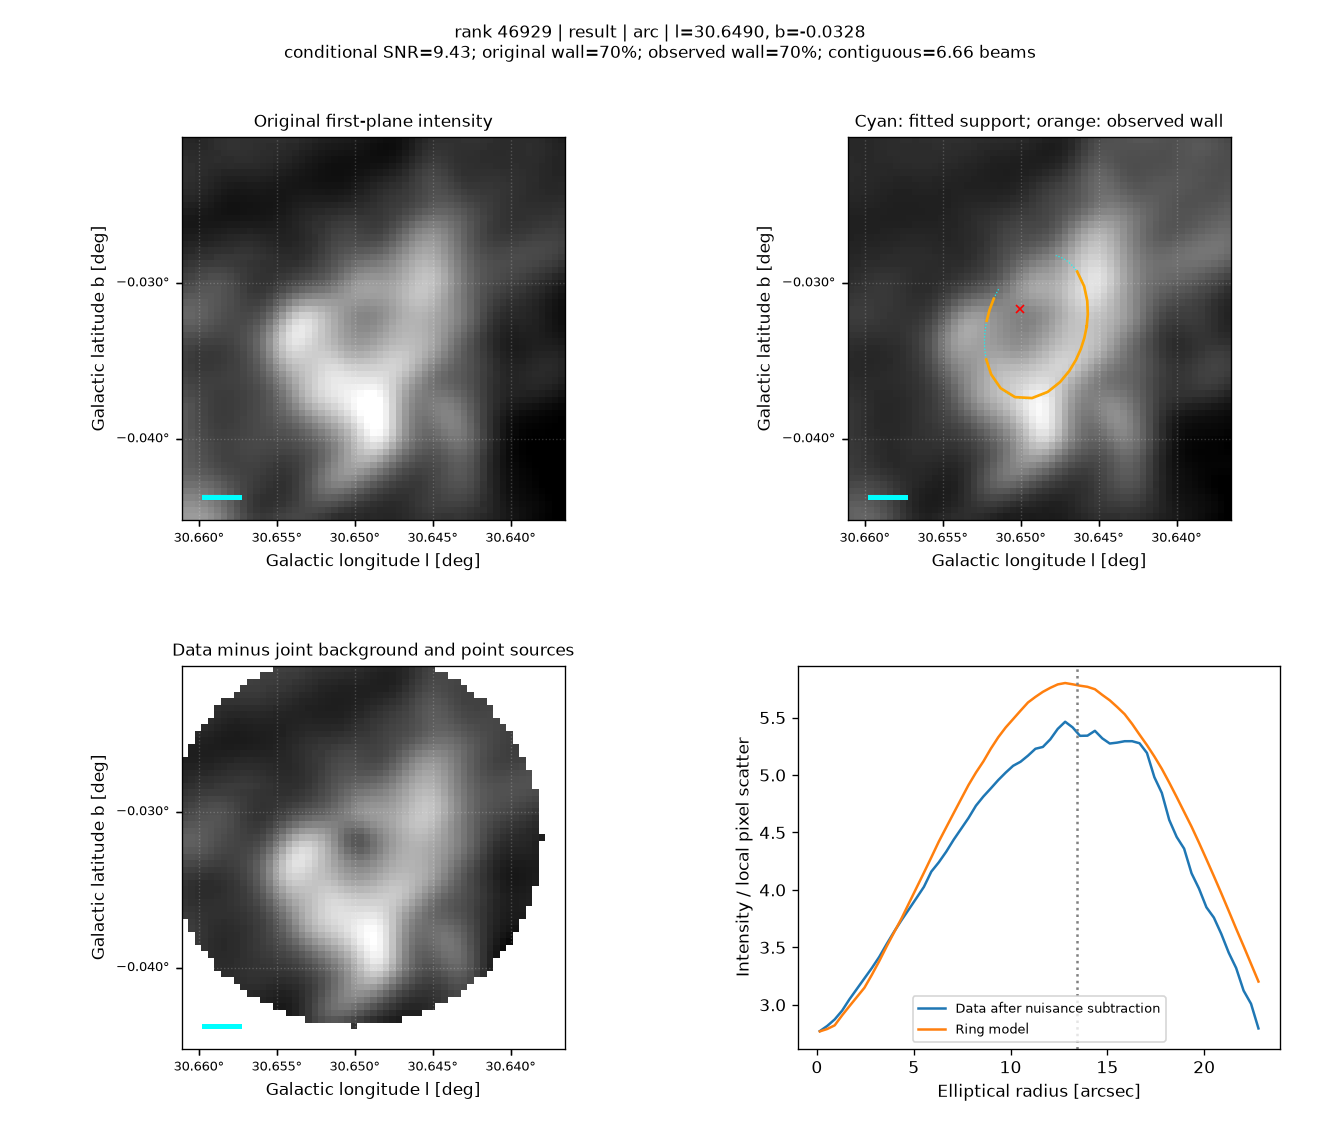 rank 46929 | result | arc | l=30.6490, b=-0.0328
conditional SNR=9.43; original wall=70%; observed wall=70%; contiguous=6.66 beams
Original first-plane intensity
Galactic latitude b [deg]
−0.030°
−0.040°
30.660°
30.655°
30.650°
30.645°
30.640°
Galactic longitude l [deg]
Cyan: fitted support; orange: observed wall
Galactic latitude b [deg]
−0.030°
−0.040°
30.660°
30.655°
30.650°
30.645°
30.640°
Galactic longitude l [deg]
Data minus joint background and point sources
Galactic latitude b [deg]
−0.030°
−0.040°
30.660°
30.655°
30.650°
30.645°
30.640°
Galactic longitude l [deg]
Intensity / local pixel scatter
5.5
5.0
4.5
4.0
3.5
3.0
Data after nuisance subtraction
Ring model
0
5
10
15
20
Elliptical radius [arcsec]